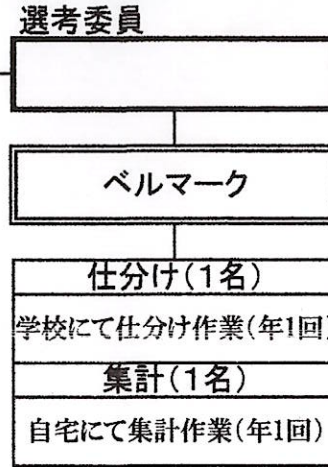 選考委員
ベルマーク
仕分け(1名)
学校にて仕分け作業(年1回)
集計(1名)
自宅にて集計作業(年1回)